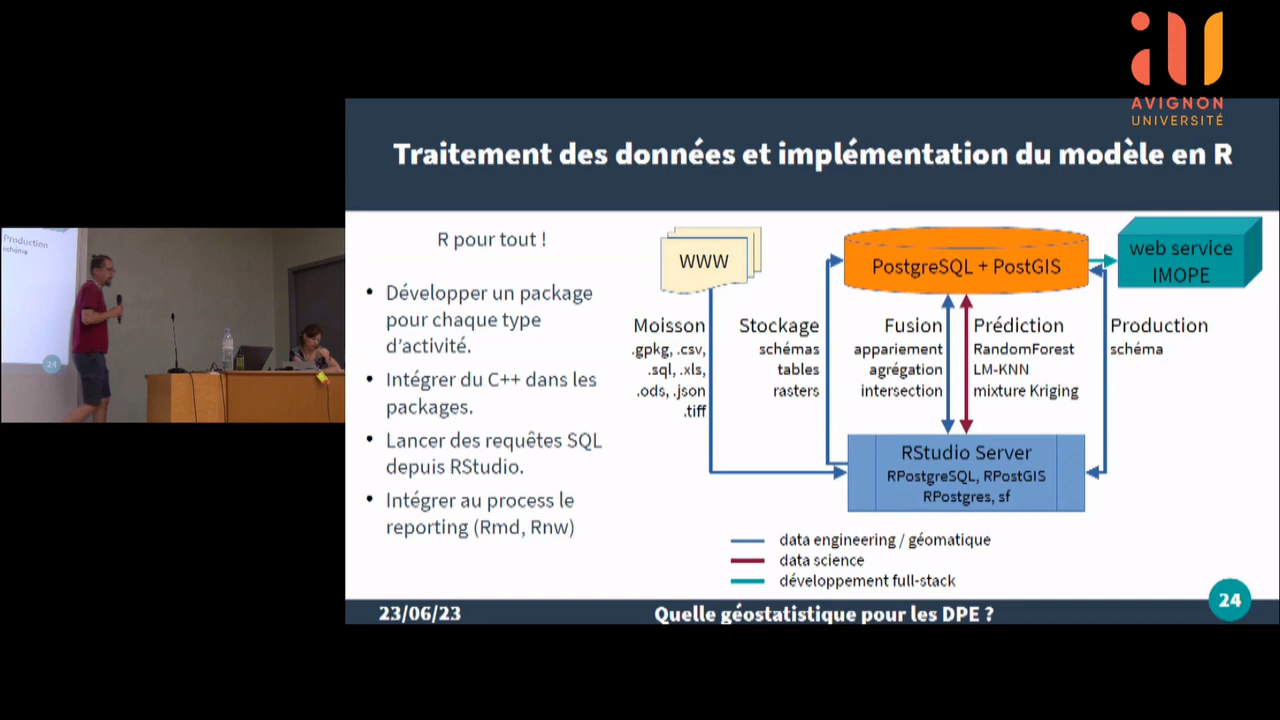 AVIGNON
UNIVERSITÉ
Traitement des données et implémentation du modèle en R
R pour tout !
• Développer un package
pour chaque type
d’activité.
• Intégrer du C++ dans les
packages.
• Lancer des requêtes SQL
depuis RStudio.
• Intégrer au process le
reporting (Rmd, Rnw)
WWW
PostgreSQL + PostGIS
web service
IMOPE
Moisson
.gpkg, .csv,
.sql, .xls,
.ods, .json
.tiff
Stockage
schémas
tables
rasters
Fusion
appariement
agrégation
intersection
Prédiction
RandomForest
LM-KNN
mixture Kriging
Production
schéma
RStudio Server
RPostgreSQL, RPostGIS
RPostgres, sf
data engineering / géomatique
data science
développement full-stack
23/06/23
Quelle géostatistique pour les DPE ?
24
Production
schéma
24